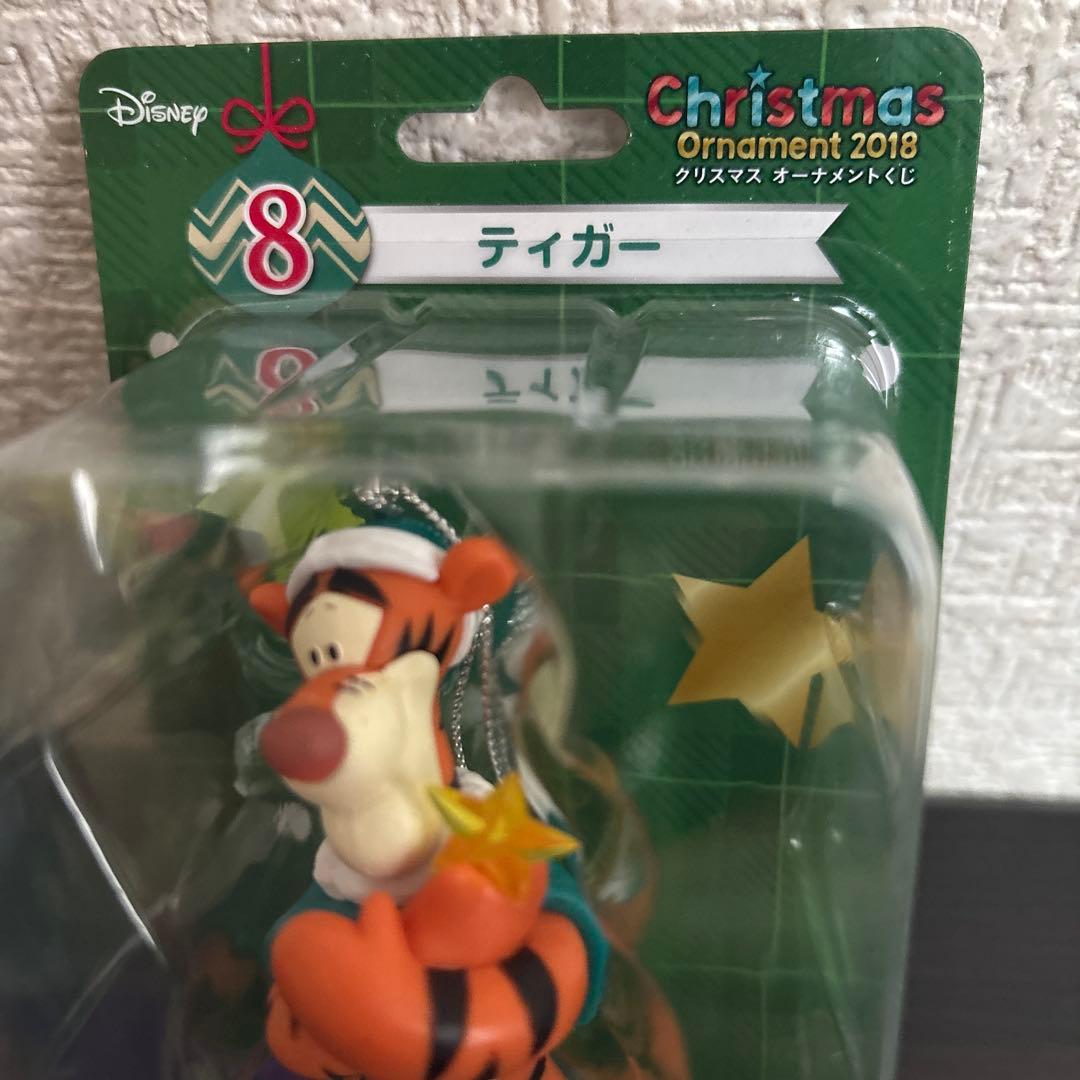 Disney
Christmas
Ornament 2018
クリスマス オーナメントくじ
8
ティガー